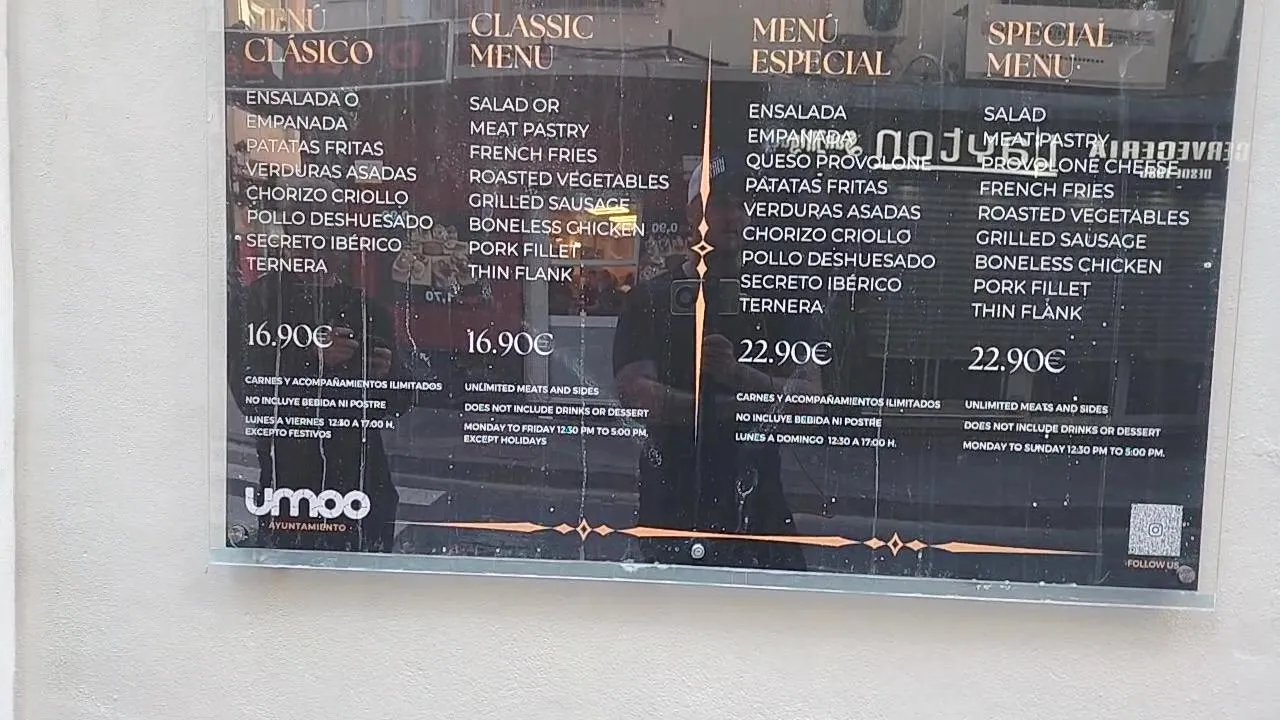 MENÚ
CLÁSICO
ENSALADA O
EMPANADA
PATATAS FRITAS
VERDURAS ASADAS
CHORIZO CRIOLLO
POLLO DESHUESADO
SECRETO IBÉRICO
TERNERA
16.90€
CARNES Y ACOMPAÑAMIENTOS ILIMITADOS
NO INCLUYE BEBIDA NI POSTRE
LUNES A VIERNES 12:30 A 17:00 H.
EXCEPTO FESTIVOS
CLASSIC
MENU
SALAD OR
MEAT PASTRY
FRENCH FRIES
ROASTED VEGETABLES
GRILLED SAUSAGE
BONELESS CHICKEN
PORK FILLET
THIN FLANK
16.90€
UNLIMITED MEATS AND SIDES
DOES NOT INCLUDE DRINKS OR DESSERT
MONDAY TO FRIDAY 12:30 PM TO 5:00 PM,
EXCEPT HOLIDAYS
MENÚ
ESPECIAL
ENSALADA
EMPANADA
QUESO PROVOLONE
PATATAS FRITAS
VERDURAS ASADAS
CHORIZO CRIOLLO
POLLO DESHUESADO
SECRETO IBÉRICO
TERNERA
22.90€
CARNES Y ACOMPAÑAMIENTOS ILIMITADOS
NO INCLUYE BEBIDA NI POSTRE
LUNES A DOMINGO 12:30 A 17:00 H.
SPECIAL
MENU
SALAD
MEAT PASTRY
PROVOLONE CHEESE
FRENCH FRIES
ROASTED VEGETABLES
GRILLED SAUSAGE
BONELESS CHICKEN
PORK FILLET
THIN FLANK
22.90€
UNLIMITED MEATS AND SIDES
DOES NOT INCLUDE DRINKS OR DESSERT
MONDAY TO SUNDAY 12:30 PM TO 5:00 PM.
umoo
· AYUNTAMIENTO ·
FOLLOW US
CERVECERIA
DESDE
0,90
1,70